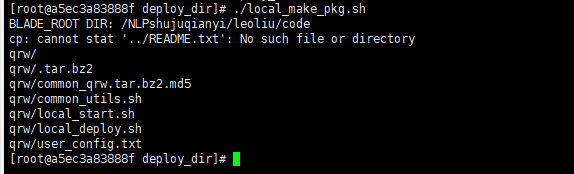 [root@a5ec3a83888f deploy_dir]# ./local_make_pkg.sh
BLADE_ROOT DIR: /NLPshujuqianyi/leoliu/code
cp: cannot stat '../README.txt': No such file or directory
qrw/
qrw/.tar.bz2
qrw/common_qrw.tar.bz2.md5
qrw/common_utils.sh
qrw/local_start.sh
qrw/local_deploy.sh
qrw/user_config.txt
[root@a5ec3a83888f deploy_dir]#